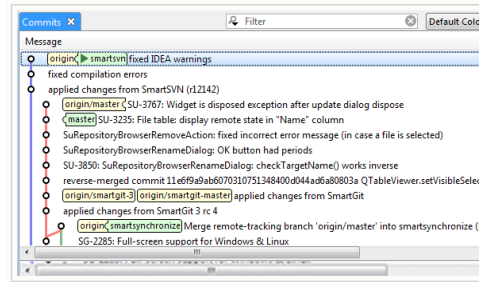 Commits
Filter
Default Colo
Message
origin smartsvn fixed IDEA warnings
fixed compilation errors
applied changes from SmartSVN (r12142)
origin/master SU-3767: Widget is disposed exception after update dialog dispose
master SU-3235: File table: display remote state in "Name" column
SuRepositoryBrowserRemoveAction: fixed incorrect error message (in case a file is selected)
SuRepositoryBrowserRenameDialog: OK button had periods
SU-3850: SuRepositoryBrowserRenameDialog: checkTargetName() works inverse
reverse-merged commit 11e6f9a9ab6070310751348400d044ad6a80803a QTableViewer.setVisibleSelec
origin/smartgit-3 origin/smartgit-master applied changes from SmartGit
applied changes from SmartGit 3 rc 4
origin smartsynchronize Merge remote-tracking branch 'origin/master' into smartsynchronize (
SG-2285: Full-screen support for Windows & Linux